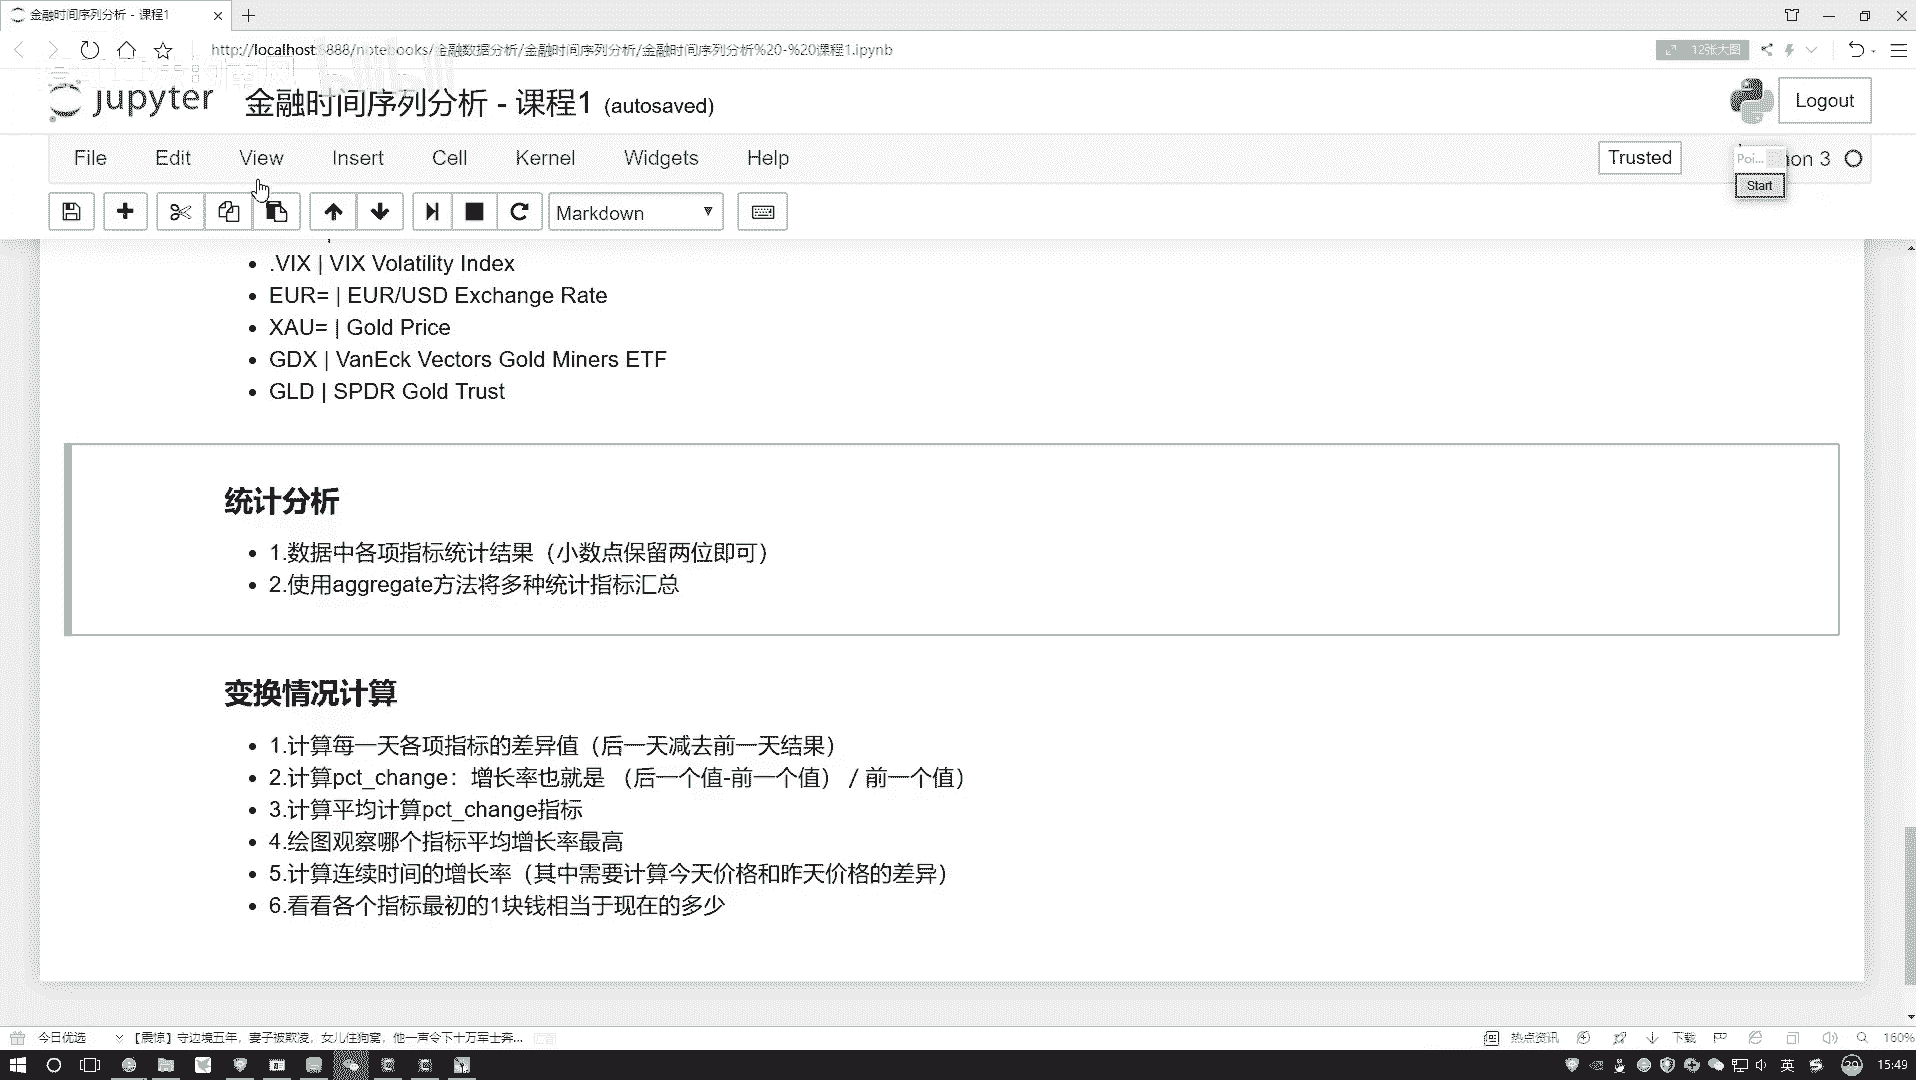 金融时间序列分析 - 课程1
http://localhost:8888/notebooks/金融数据分析/金融时间序列分析/金融时间序列分析%20-%20课程1.ipynb
12张大图
jupyter
金融时间序列分析 - 课程1 (autosaved)
Logout
File Edit View Insert Cell Kernel Widgets Help
Trusted
Poi...
hon 3
Start
Markdown
.VIX | VIX Volatility Index
EUR= | EUR/USD Exchange Rate
XAU= | Gold Price
GDX | VanEck Vectors Gold Miners ETF
GLD | SPDR Gold Trust
统计分析
1.数据中各项指标统计结果（小数点保留两位即可）
2.使用aggregate方法将多种统计指标汇总
变换情况计算
1.计算每一天各项指标的差异值（后一天减去前一天结果）
2.计算pct_change：增长率也就是 （后一个值-前一个值） / 前一个值）
3.计算平均计算pct_change指标
4.绘图观察哪个指标平均增长率最高
5.计算连续时间的增长率（其中需要计算今天价格和昨天价格的差异）
6.看看各个指标最初的1块钱相当于现在的多少
今日优选
【震惊】守边境五年，妻子被欺凌，女儿住狗窝，他一声令下十万军士奔...
热点资讯
下载
160%
英
29
15:49